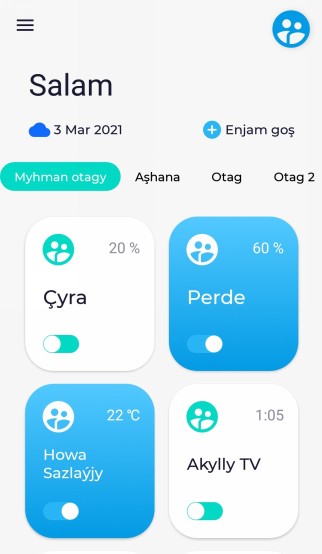 Salam
3 Mar 2021
Enjam goş
Myhman otagy
Aşhana
Otag
Otag 2
20 %
Çyra
60 %
Perde
22 °C
Howa
Sazlaýjy
1:05
Akylly TV